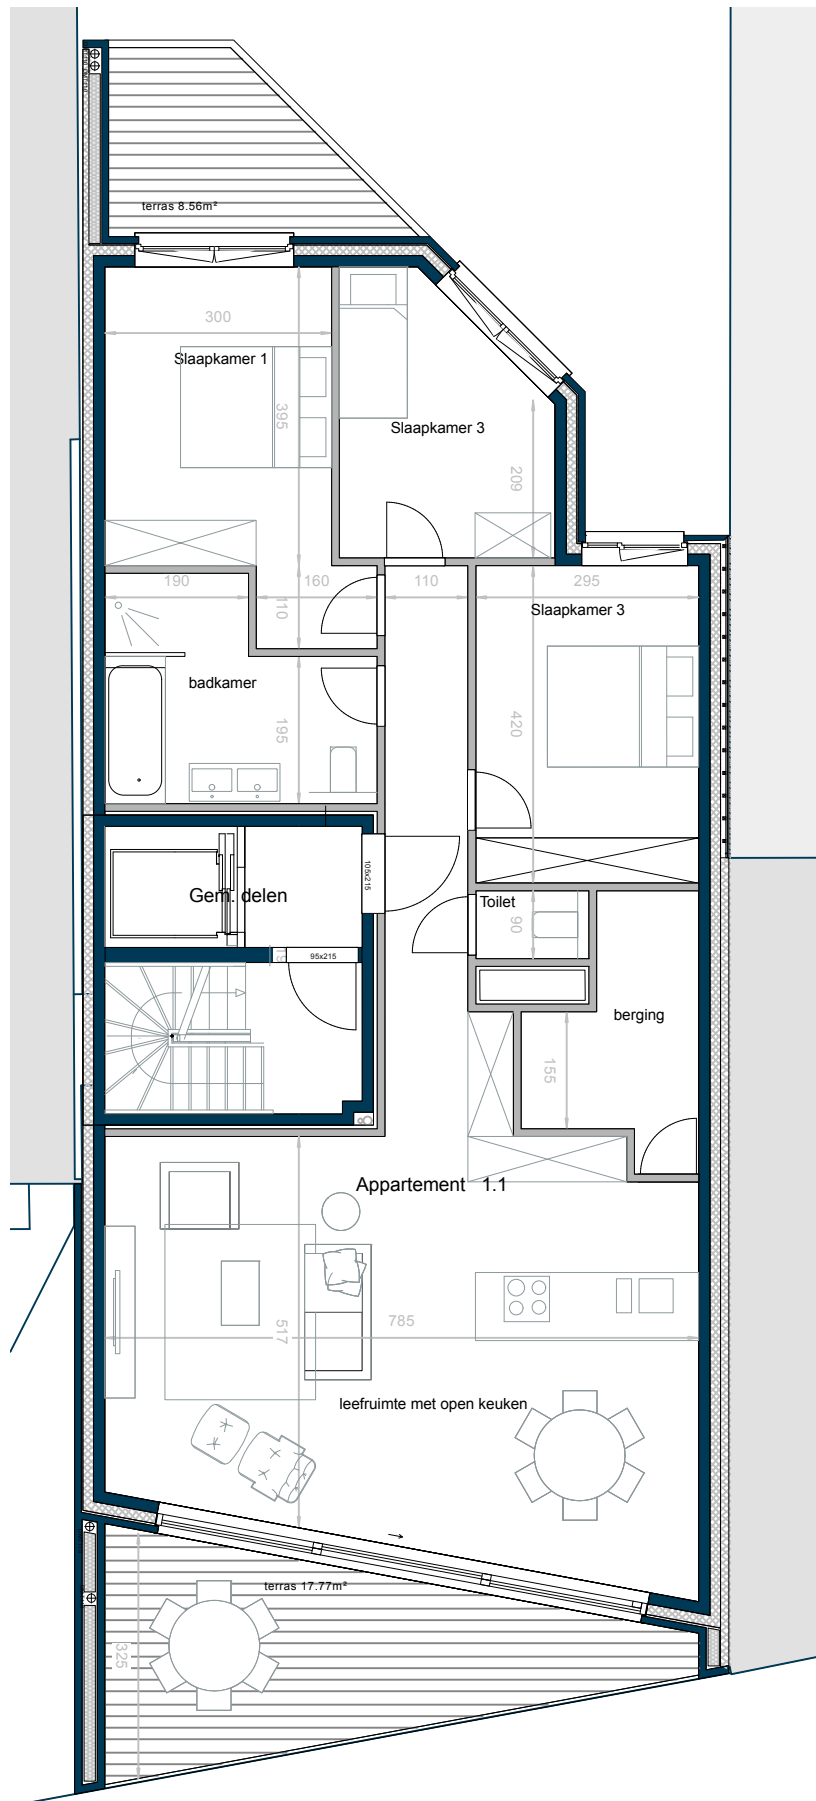 terras 8.56m²
300
Slaapkamer 1
395
Slaapkamer 3
209
190
160
110
295
110
Slaapkamer 3
badkamer
195
420
105x215
Gem. delen
Toilet
90
95x215
berging
155
Appartement 1.1
517
785
leefruimte met open keuken
terras 17.77m²
325